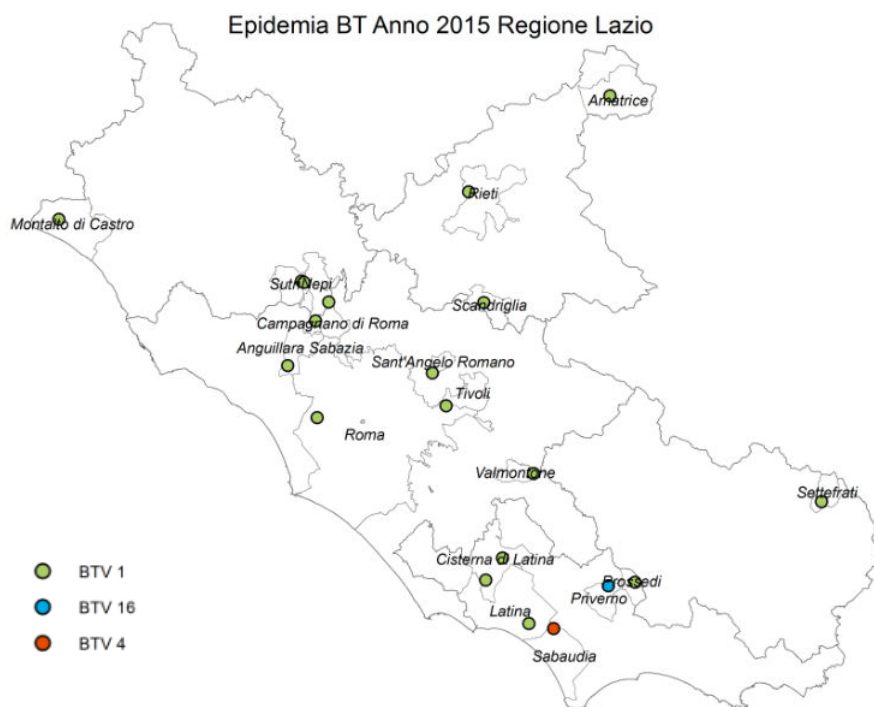 Epidemia BT Anno 2015 Regione Lazio
Amatrice
Rieti
Montalto di Castro
Sutri
Nepi
Scandriglia
Campagnano di Roma
Anguillara Sabazia
Sant'Angelo Romano
Tivoli
Roma
Valmontone
Settefrati
Cisterna di Latina
Prossedi
Priverno
Latina
Sabaudia
BTV 1
BTV 16
BTV 4